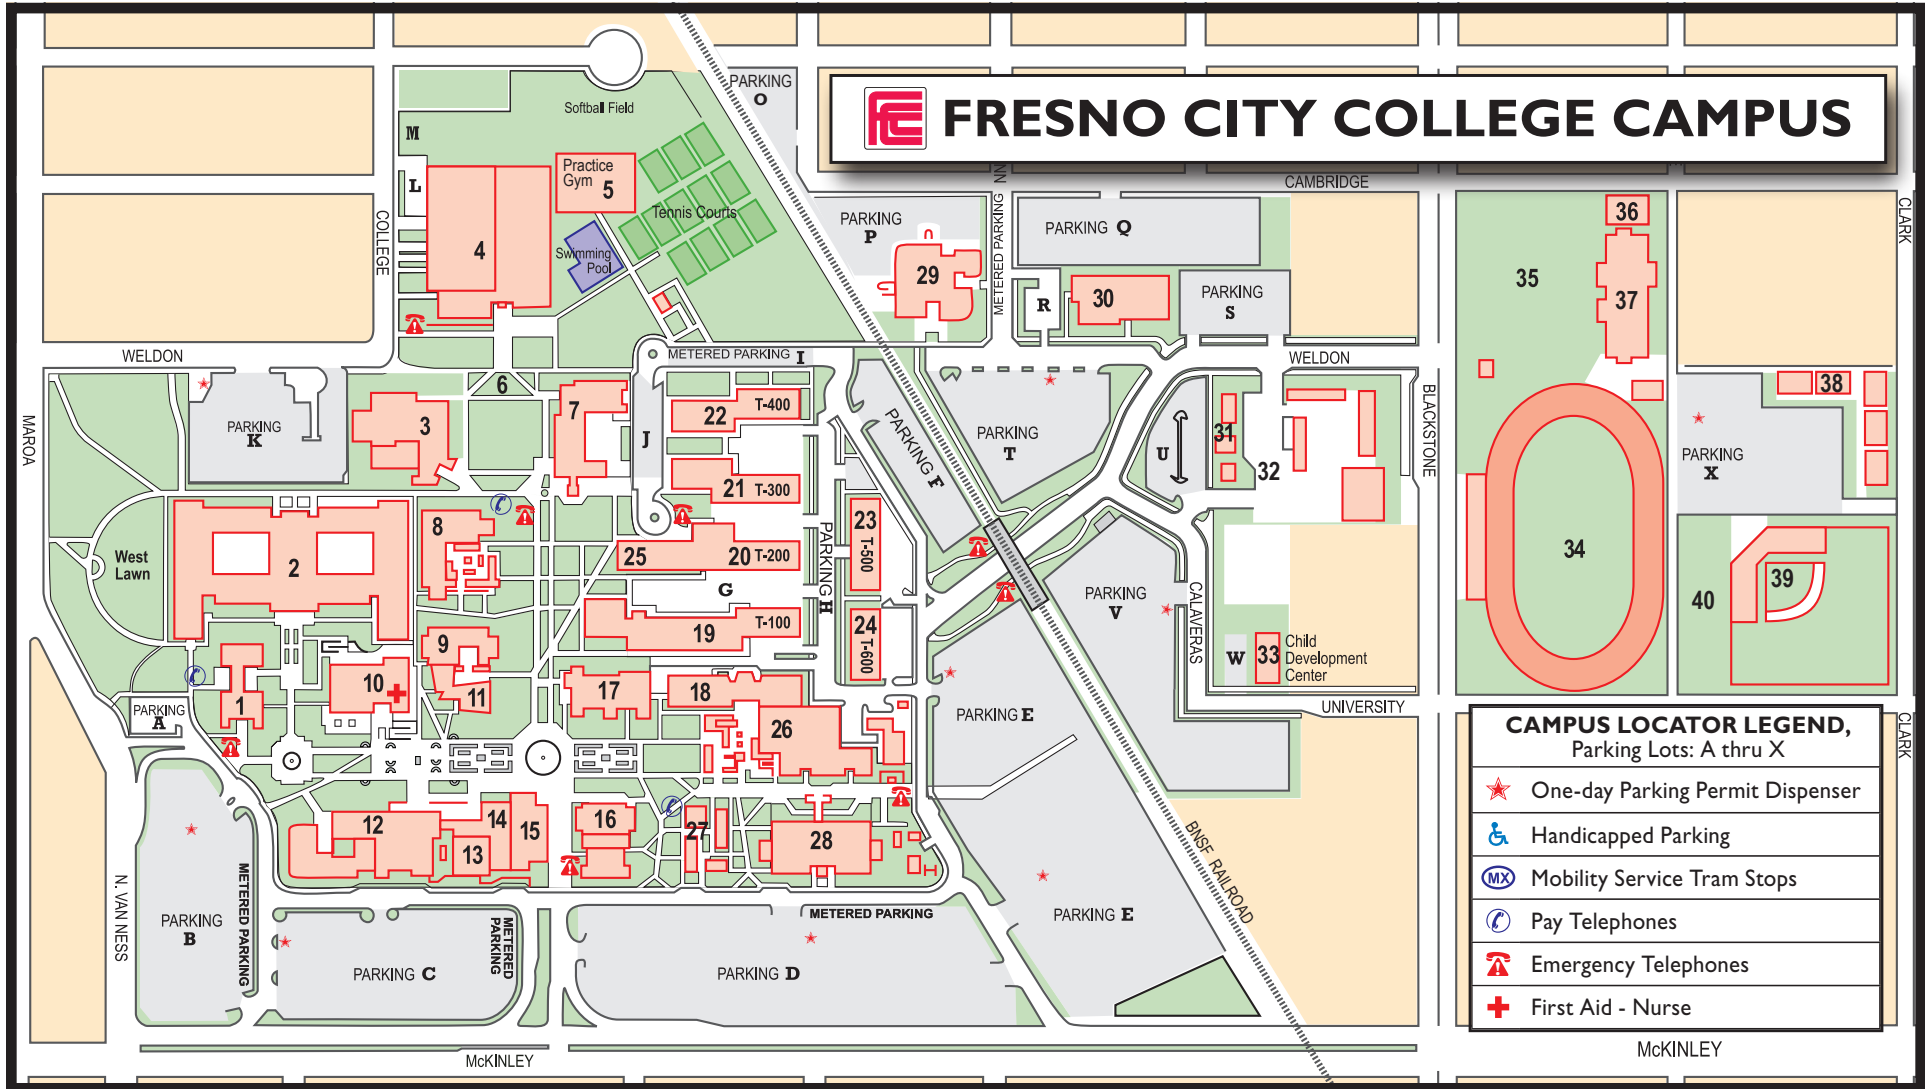 FCC FRESNO CITY COLLEGE CAMPUS
PARKING
O
Softball Field
M
Practice
Gym 5
L
CAMBRIDGE
CLARK
COLLEGE
Tennis Courts
PARKING
P
METERED PARKING
NN
PARKING Q
36
4
Swimming
Pool
29
35
37
30
R
PARKING
S
WELDON
METERED PARKING I
WELDON
MAROA
6
7
22 T-400
38
3
PARKING
K
J
PARKING F
PARKING
T
U
31
32
BLACKSTONE
PARKING
X
21 T-300
8
23
T-500
West
Lawn
2
25
20 T-200
PARKING H
34
39
40
G
PARKING
V
CALAVERAS
T-100
19
24
T-600
9
W
33
Child
Development
Center
10
11
17
18
1
PARKING
A
PARKING E
UNIVERSITY
CLARK
26
CAMPUS LOCATOR LEGEND,
Parking Lots: A thru X
One-day Parking Permit Dispenser
Handicapped Parking
MX Mobility Service Tram Stops
Pay Telephones
Emergency Telephones
First Aid - Nurse
12
14
15
13
16
27
28
BNSF RAILROAD
N. VAN NESS
METERED PARKING
PARKING
B
METERED
PARKING
METERED PARKING
PARKING E
PARKING C
PARKING D
McKINLEY
McKINLEY